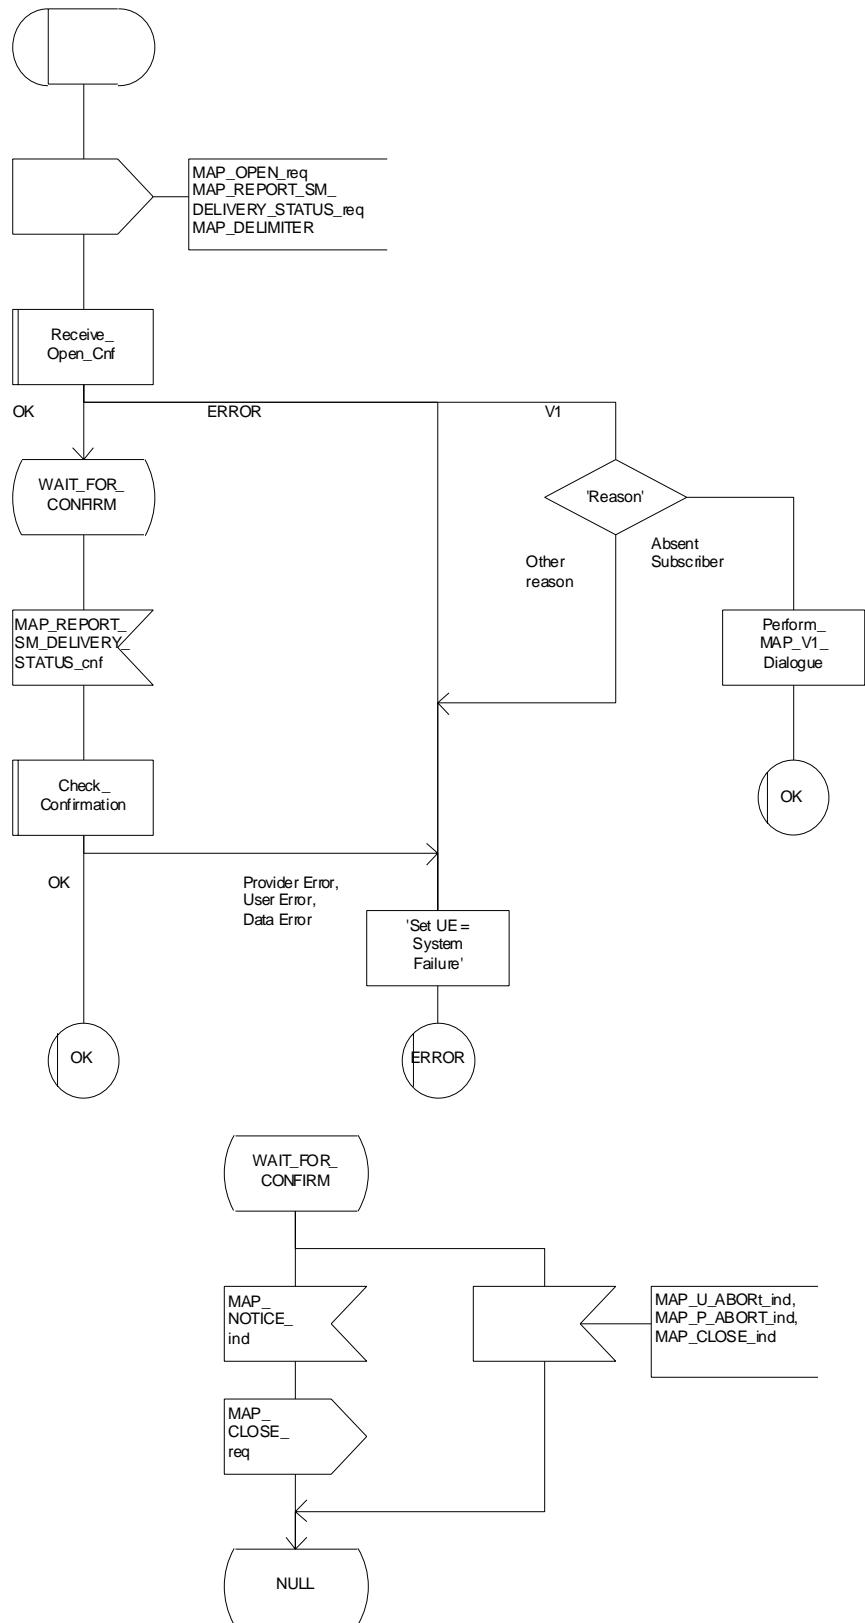 MAP_OPEN_req
MAP_REPORT_SM_
DELIVERY_STATUS_req
MAP_DELIMITER
Receive_
Open_Cnf
OK
ERROR
V1
WAIT_FOR_
CONFIRM
'Reason'
Other
reason
Absent
Subscriber
MAP_REPORT_
SM_DELIVERY_
STATUS_cnf
Perform_
MAP_V1_
Dialogue
Check_
Confirmation
OK
OK
Provider Error,
User Error,
Data Error
'Set UE =
System
Failure'
OK
ERROR
WAIT_FOR_
CONFIRM
MAP_
NOTICE_
ind
MAP_U_ABORt_ind,
MAP_P_ABORT_ind,
MAP_CLOSE_ind
MAP_
CLOSE_
req
NULL